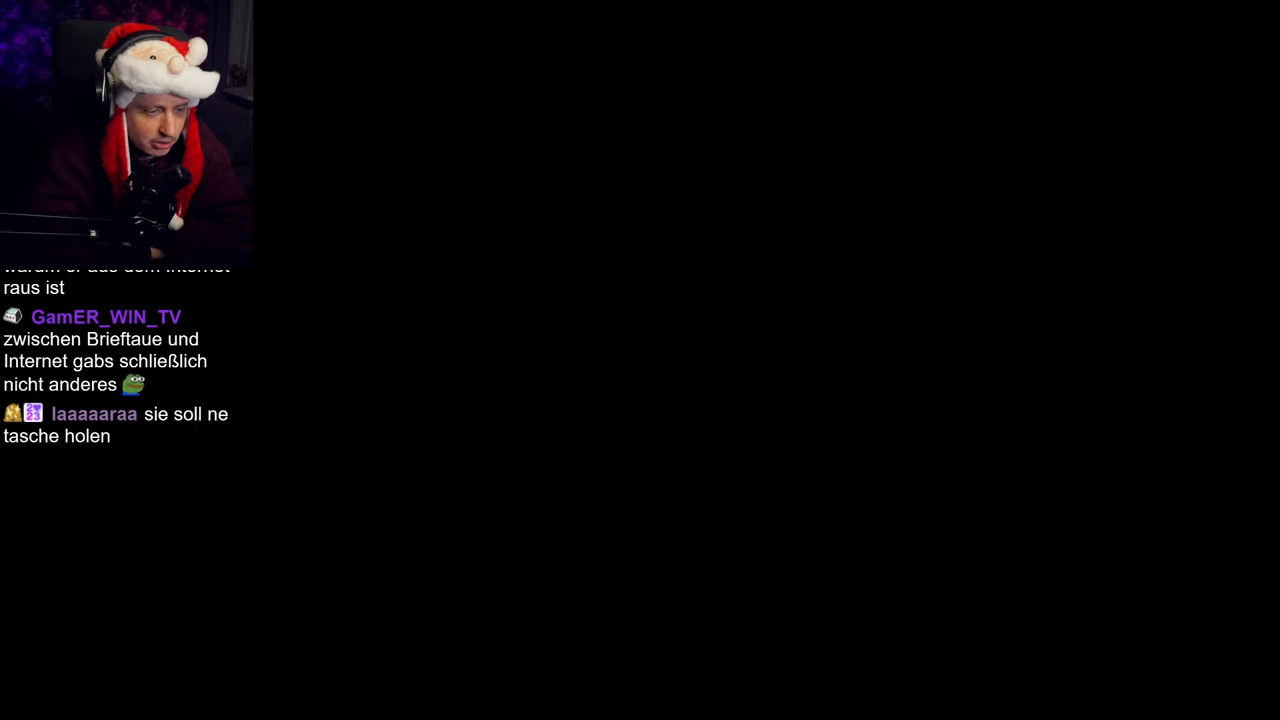 raus ist
GamER_WIN_TV
zwischen Brieftaue und
Internet gabs schließlich
nicht anderes
laaaaaraa sie soll ne
tasche holen